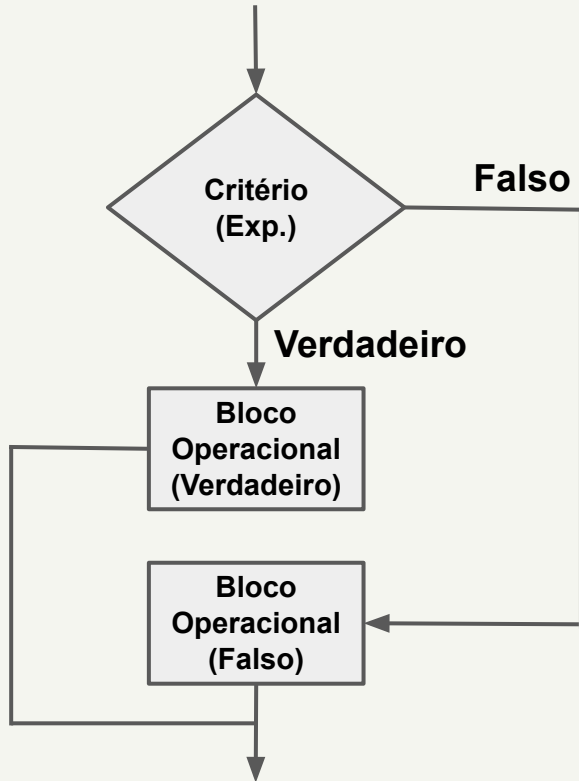 Critério
(Exp.)
Falso
Verdadeiro
Bloco
Operacional
(Verdadeiro)
Bloco
Operacional
(Falso)